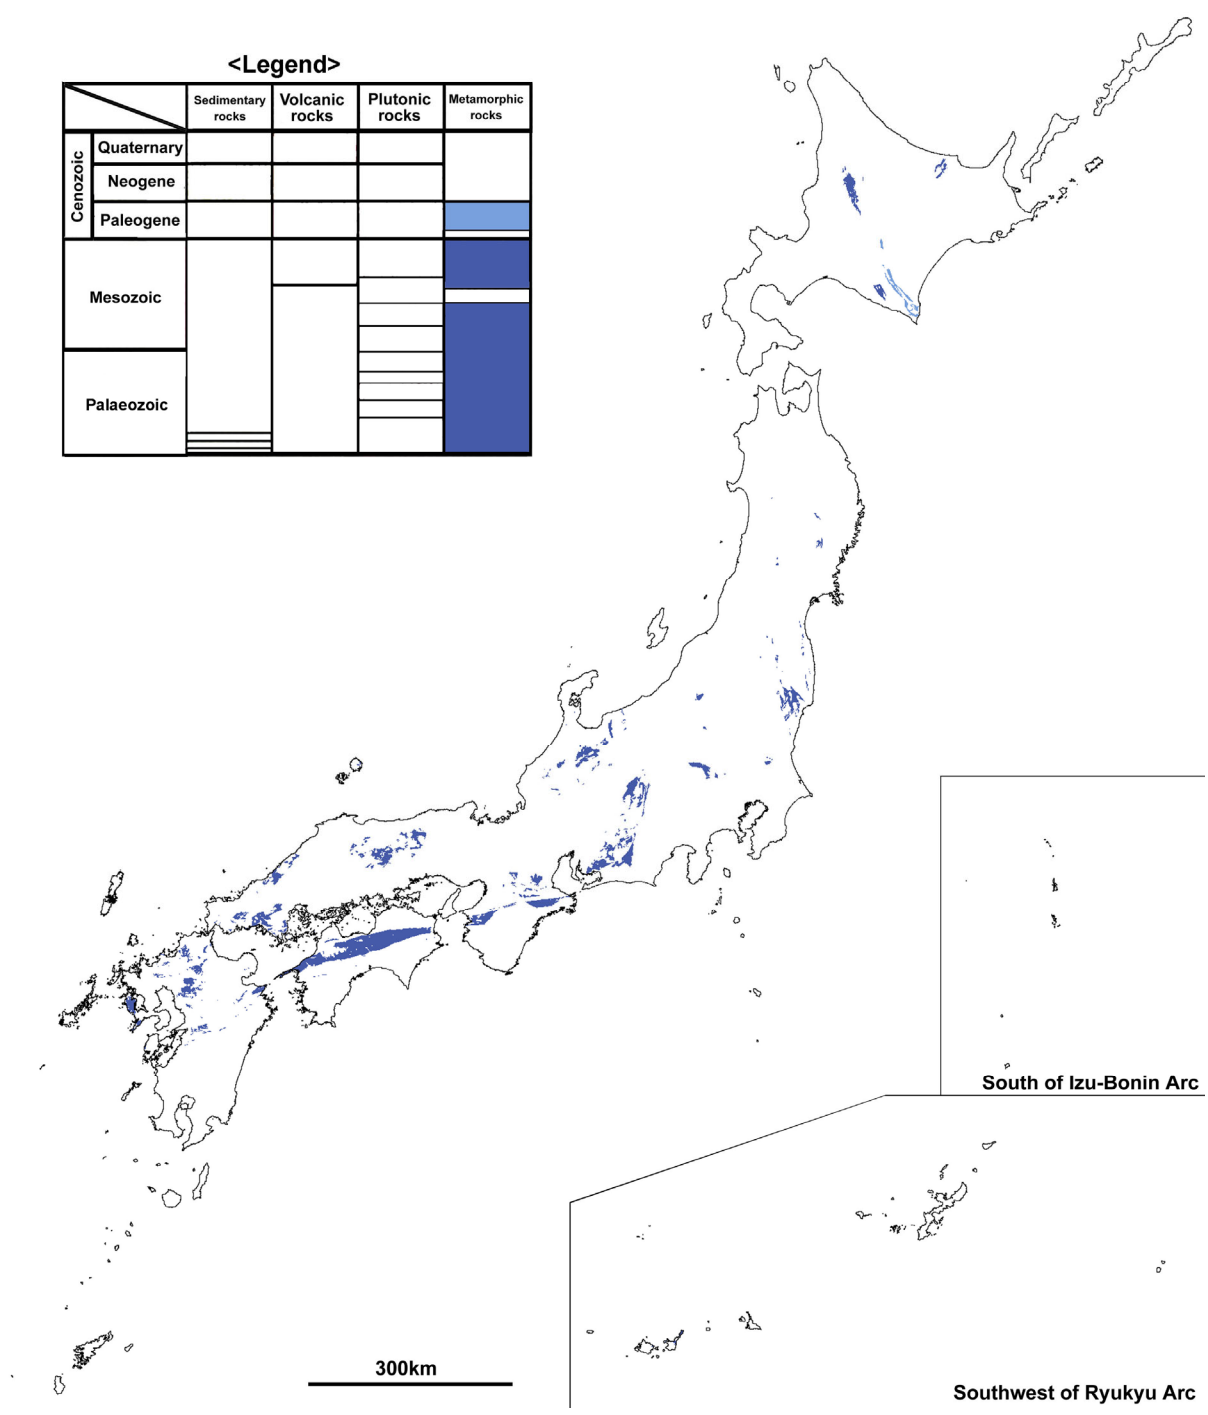 <Legend>
Sedimentary
rocks
Volcanic
rocks
Plutonic
rocks
Metamorphic
rocks
Cenozoic
Quaternary
Neogene
Paleogene
Mesozoic
Palaeozoic
South of Izu-Bonin Arc
300km
Southwest of Ryukyu Arc